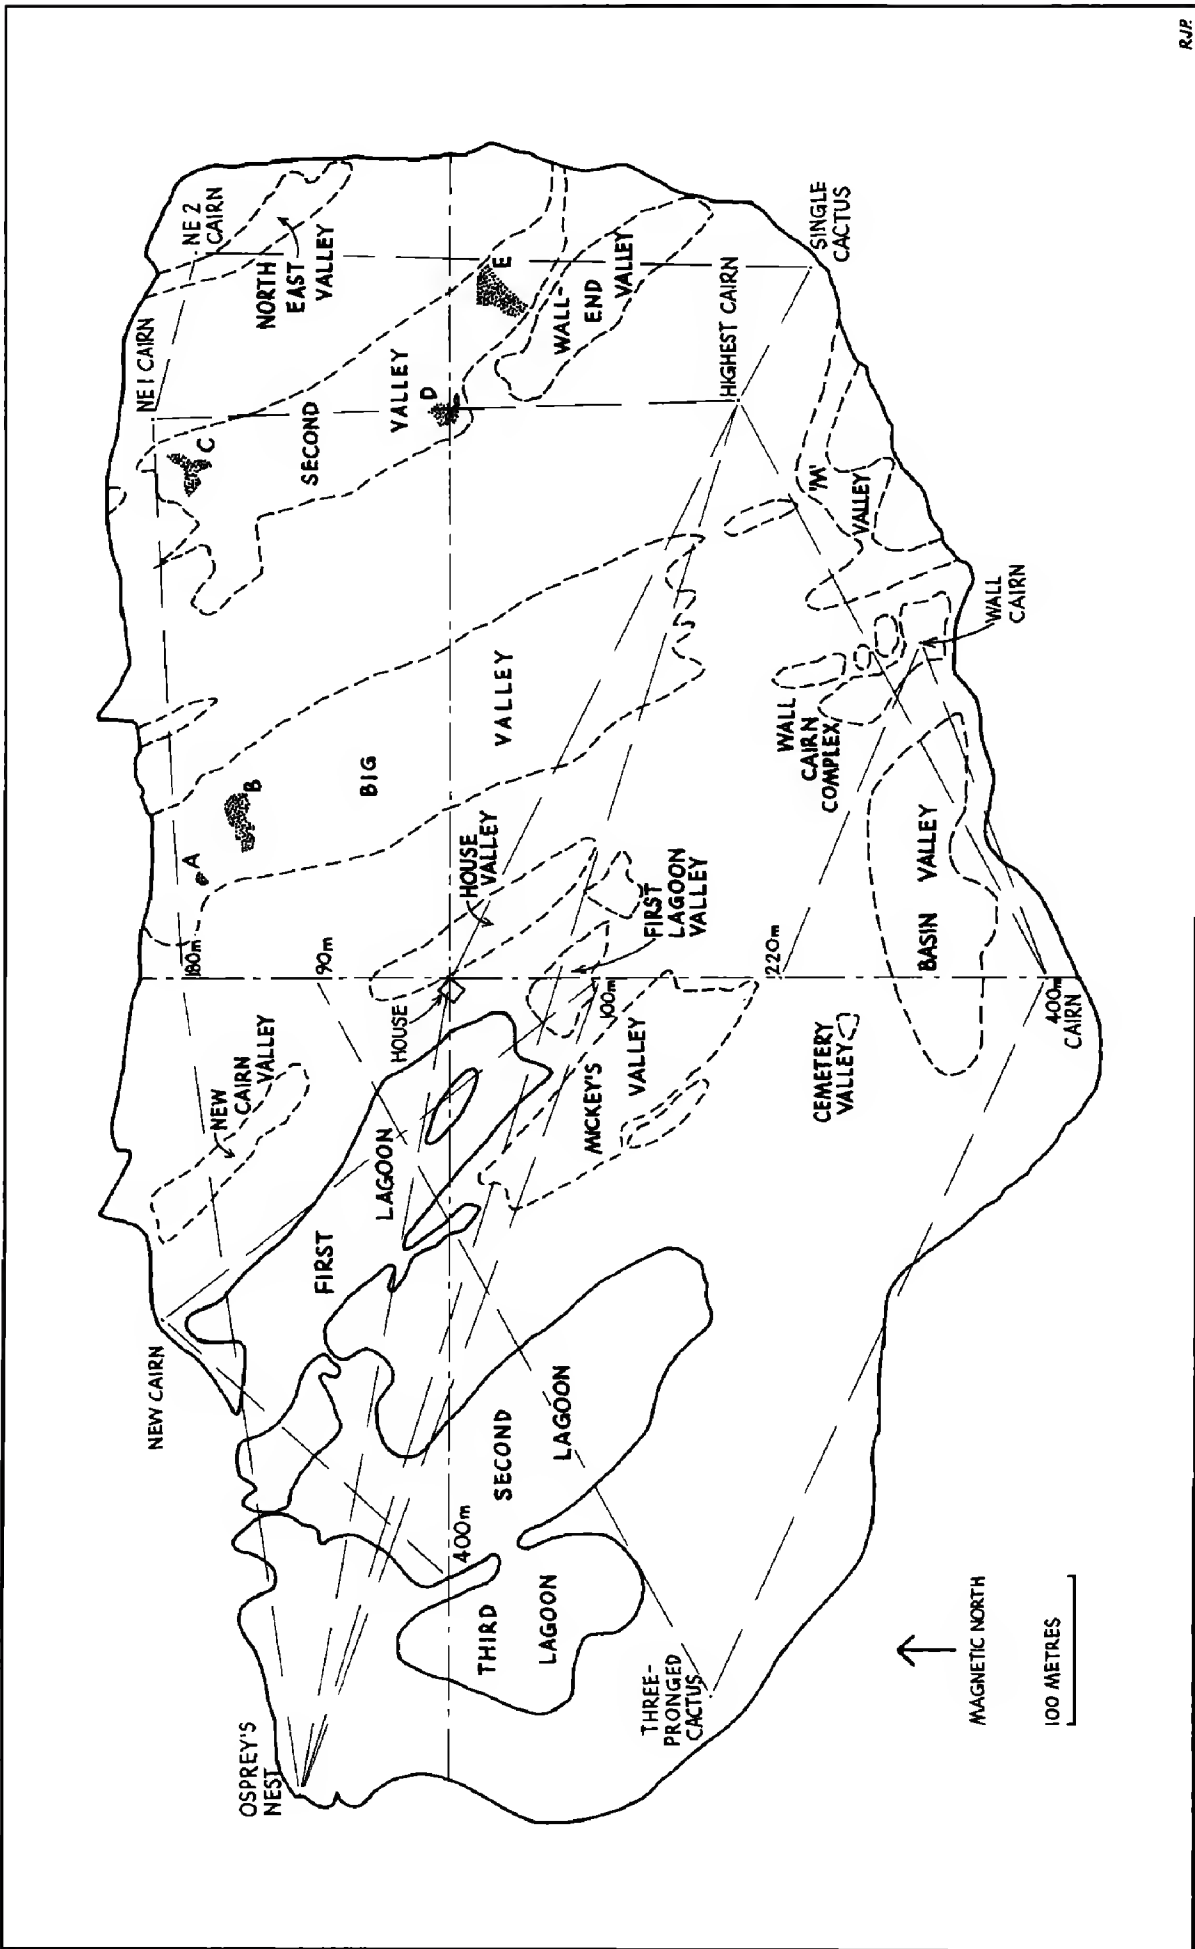 RJP.
NE 1 CAIRN
NE 2
CAIRN
NORTH
EAST
VALLEY
C
SECOND
VALLEY
D
E
WALL-
END
VALLEY
HIGHEST CAIRN
SINGLE
CACTUS
'M'
VALLEY
WALL
CAIRN
WALL
CAIRN
COMPLEX
A
B
BIG
VALLEY
HOUSE
VALLEY
FIRST
LAGOON
VALLEY
BASIN VALLEY
180m
90m
HOUSE
100m
220m
400m
CAIRN
NEW
CAIRN
VALLEY
MICKEY'S
VALLEY
CEMETERY
VALLEY
NEW CAIRN
FIRST
LAGOON
SECOND
LAGOON
400m
THIRD
LAGOON
OSPREY'S
NEST
THREE-
PRONGED
CACTUS
MAGNETIC NORTH
100 METRES